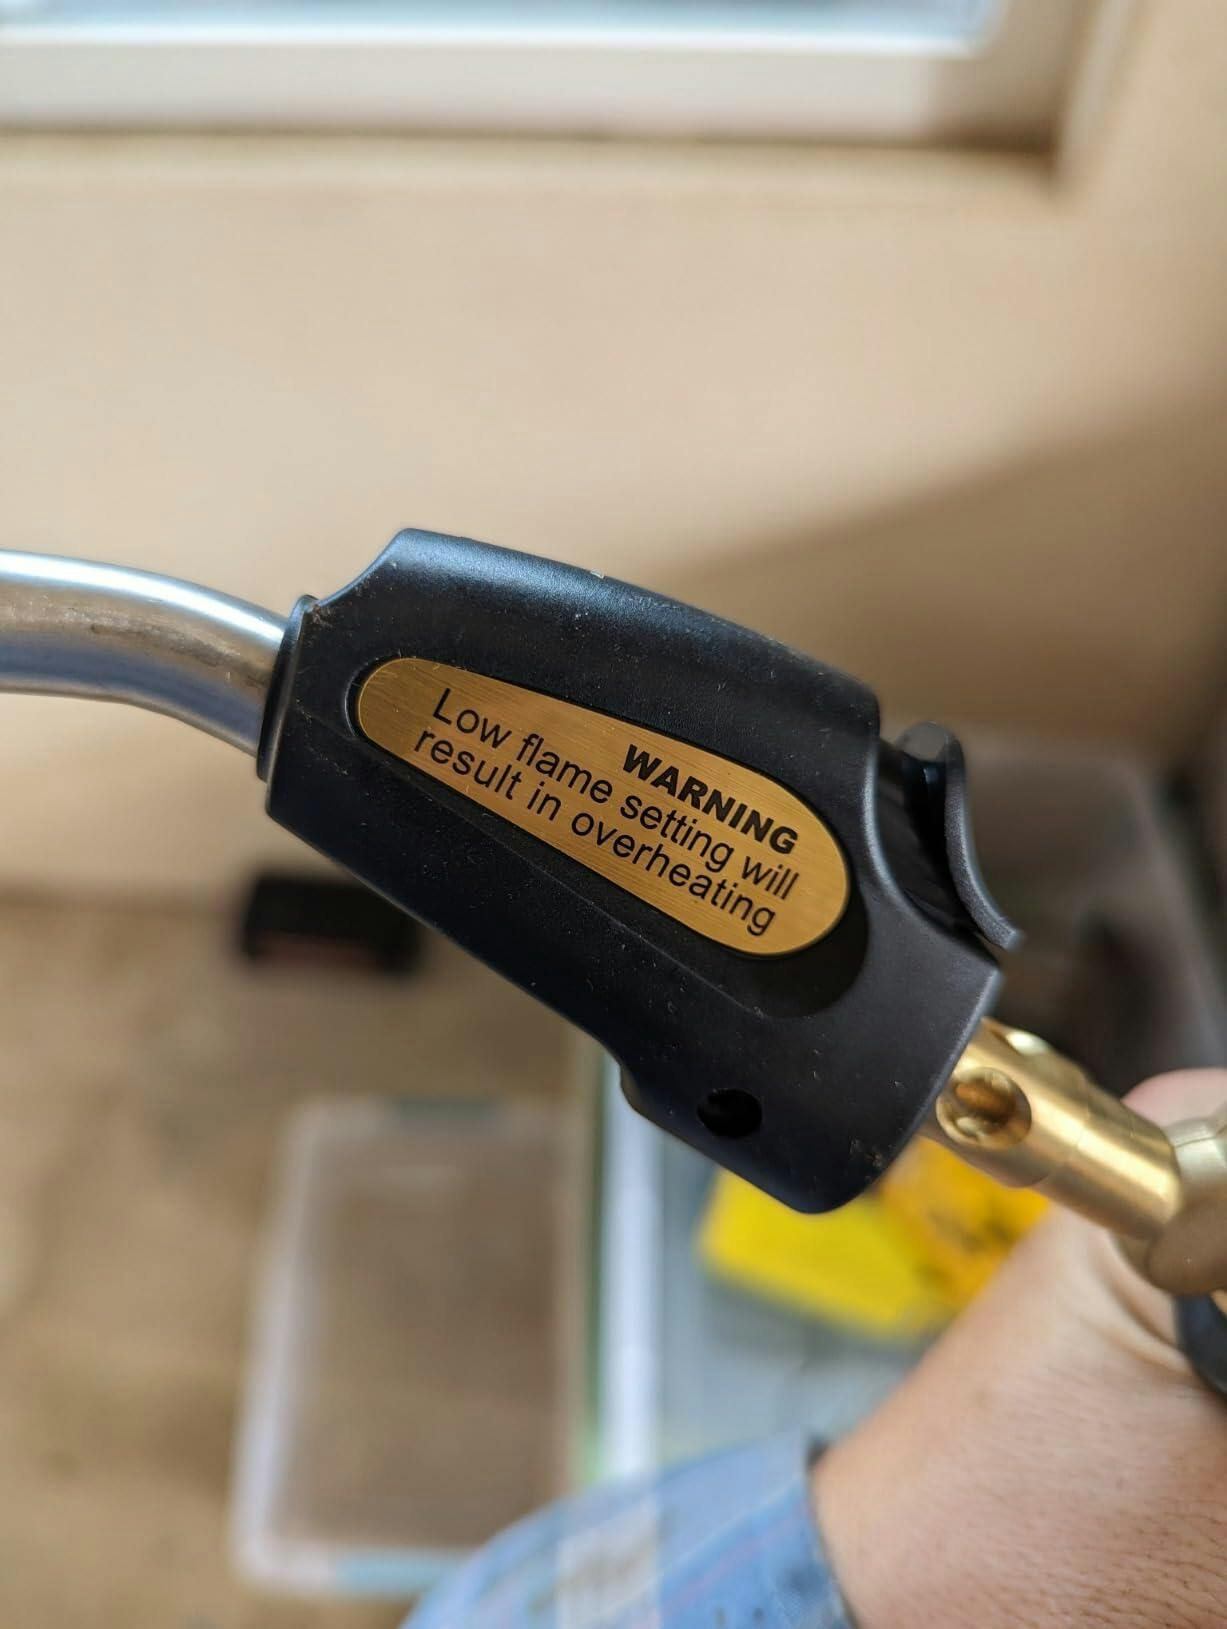 WARNING
Low flame setting will
result in overheating